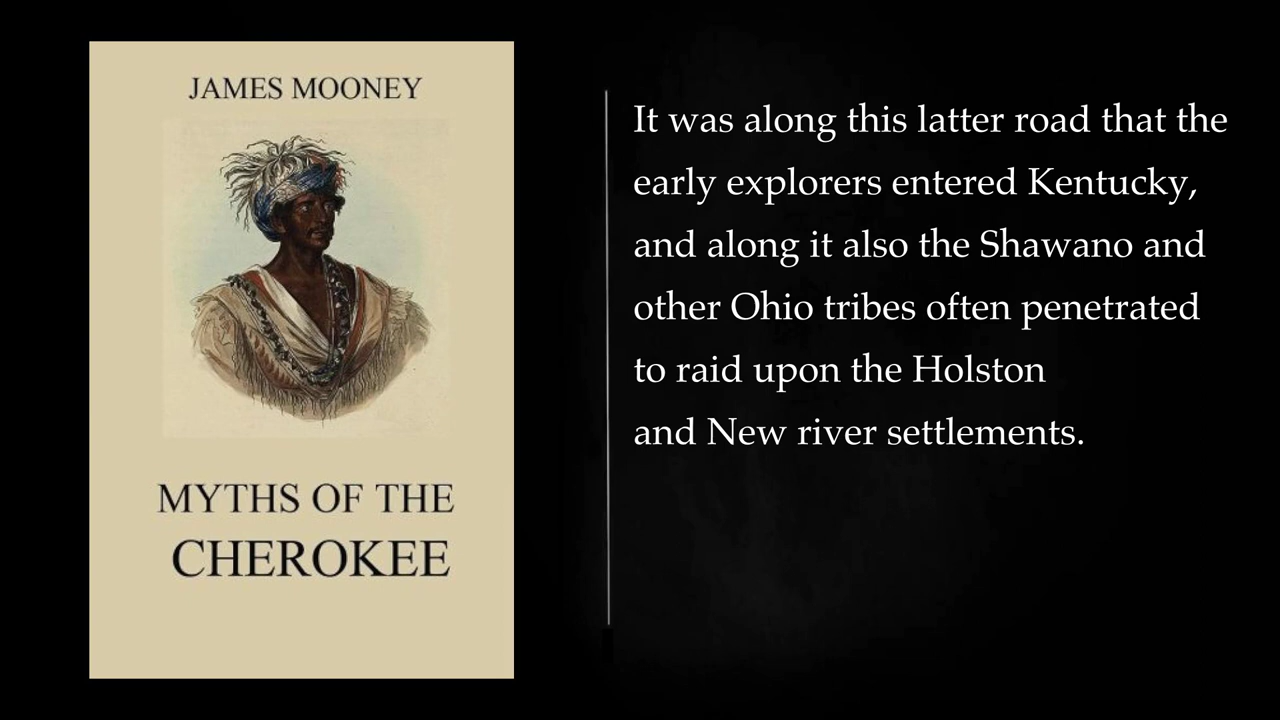 JAMES MOONEY
MYTHS OF THE
CHEROKEE
It was along this latter road that the
early explorers entered Kentucky,
and along it also the Shawano and
other Ohio tribes often penetrated
to raid upon the Holston
and New river settlements.